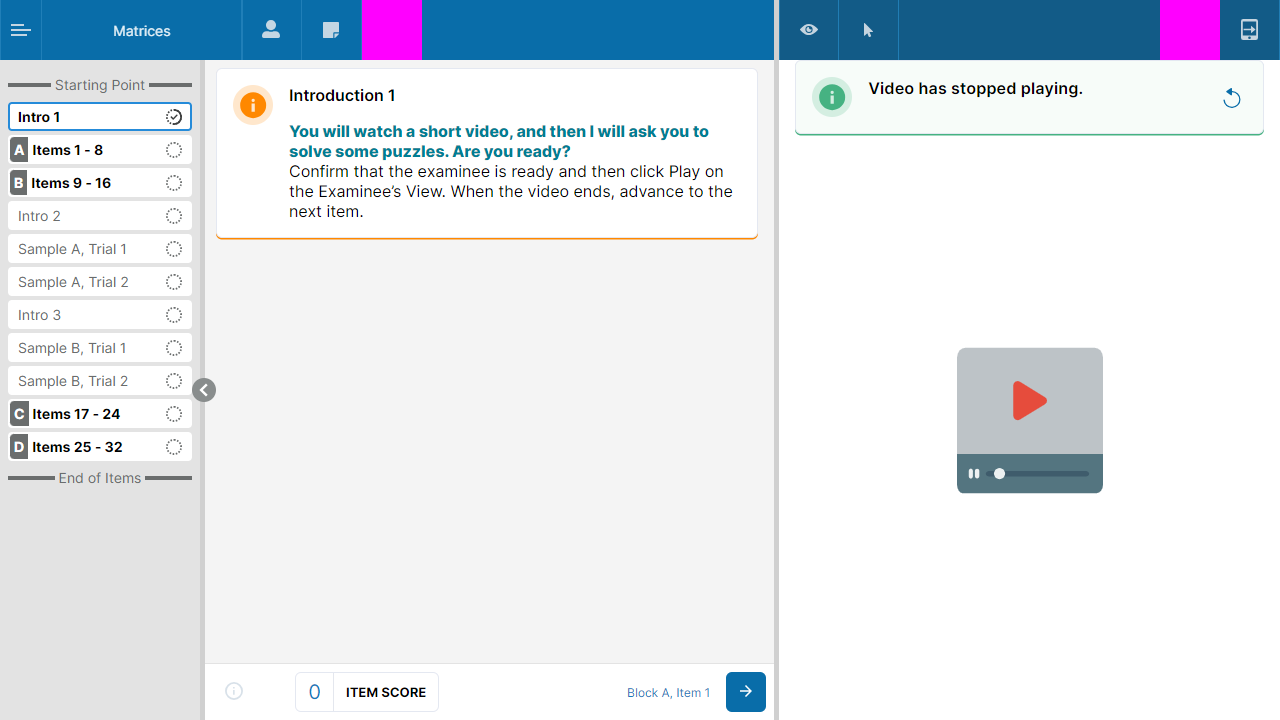 Matrices
Starting Point
Intro 1
A Items 1 - 8
B Items 9 - 16
Intro 2
Sample A, Trial 1
Sample A, Trial 2
Intro 3
Sample B, Trial 1
Sample B, Trial 2
C Items 17 - 24
D Items 25 - 32
End of Items
Introduction 1
You will watch a short video, and then I will ask you to
solve some puzzles. Are you ready?
Confirm that the examinee is ready and then click Play on
the Examinee’s View. When the video ends, advance to the
next item.
0 ITEM SCORE
Block A, Item 1
Video has stopped playing.